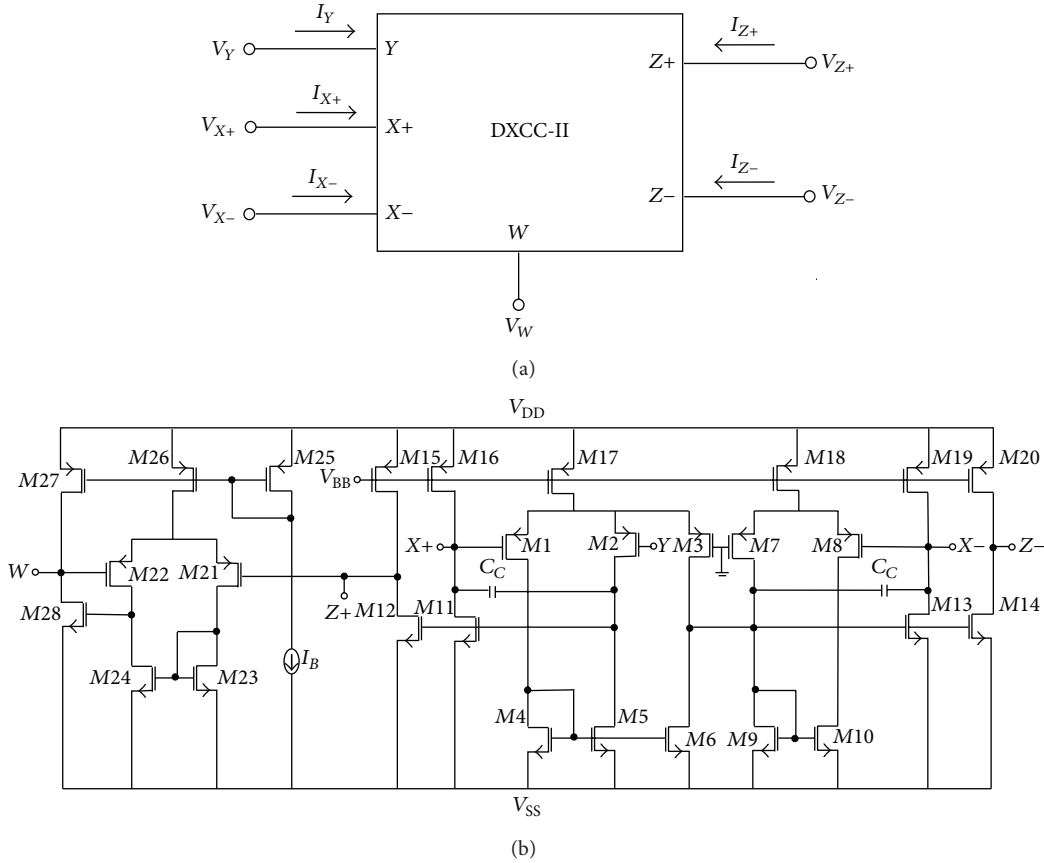 I_Y
I_Z+
V_Y
Y
Z+
V_Z+
I_X+
V_X+
X+
DXCC-II
I_X−
I_Z−
V_X−
X−
Z−
V_Z−
W
V_W
(a)
V_DD
M27
M26
M25
M15
M16
M17
M18
M19
M20
V_BB
W
M22
M21
X+
M1
M2
Y
M3
M7
M8
X−
Z−
C_C
C_C
M28
Z+
M12
M11
M13
M14
M24
M23
I_B
M4
M5
M6
M9
M10
V_SS
(b)